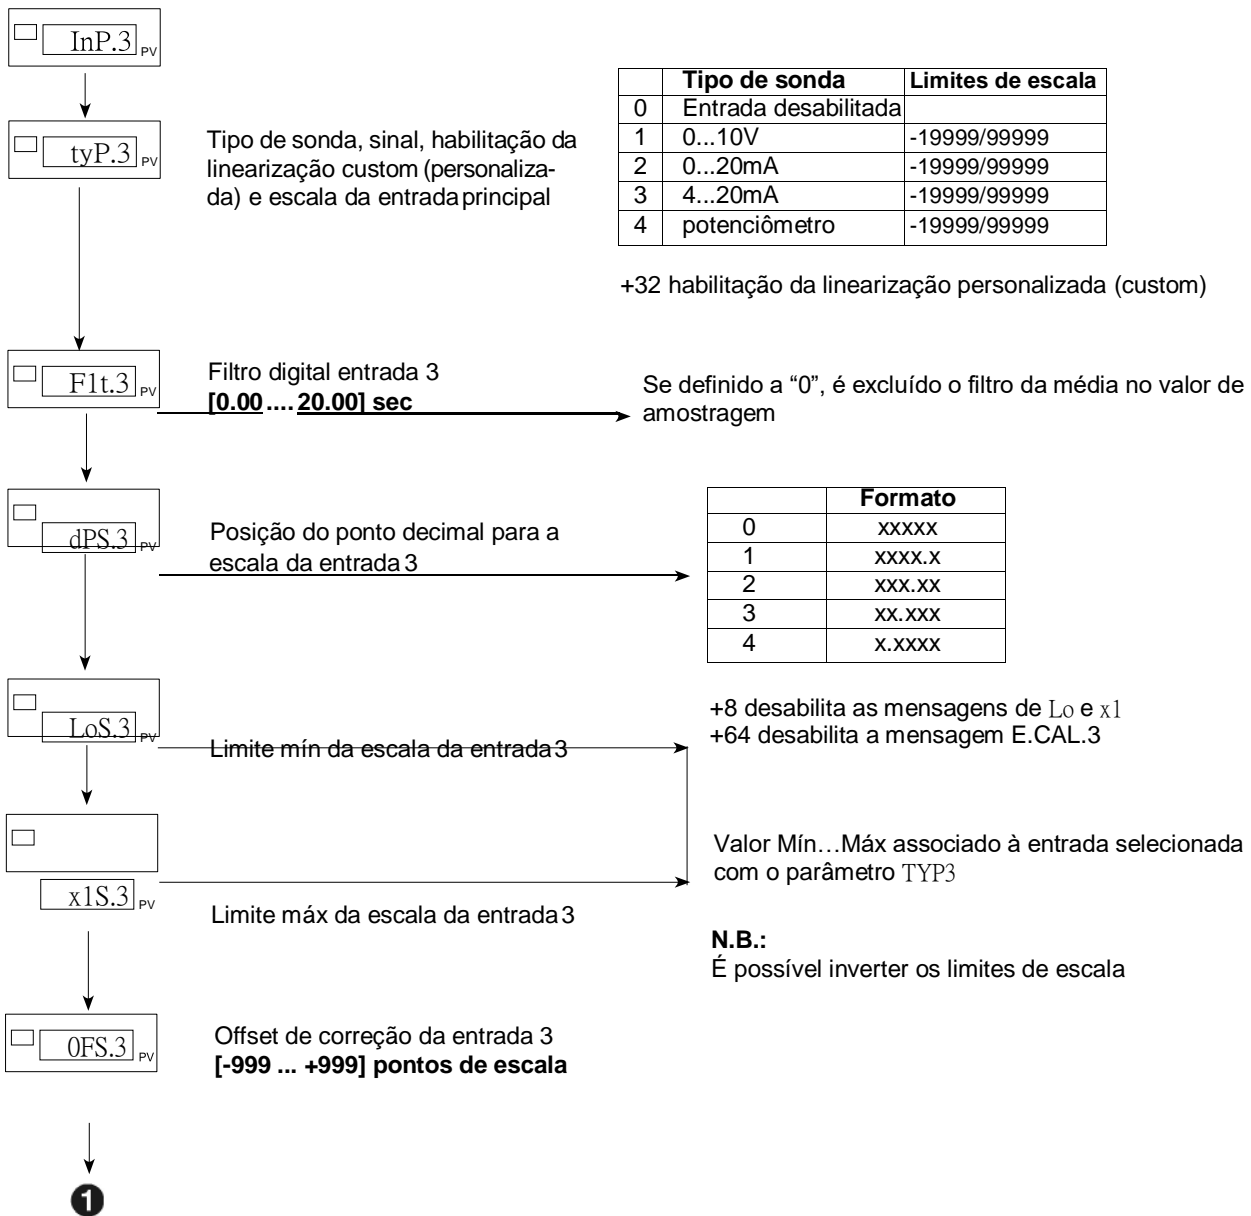 InP.3 PV
tyP.3 PV
Tipo de sonda, sinal, habilitação da
linearização custom (personaliza-
da) e escala da entrada principal
Tipo de sonda Limites de escala
0 Entrada desabilitada
1 0...10V -19999/99999
2 0...20mA -19999/99999
3 4...20mA -19999/99999
4 potenciômetro -19999/99999
+32 habilitação da linearização personalizada (custom)
F1t.3 PV
Filtro digital entrada 3
[0.00 .... 20.00] sec
Se definido a “0”, é excluído o filtro da média no valor de
amostragem
dPS.3 PV
Posição do ponto decimal para a
escala da entrada 3
Formato
0 xxxxx
1 xxxx.x
2 xxx.xx
3 xx.xxx
4 x.xxxx
+8 desabilita as mensagens de Lo e x1
+64 desabilita a mensagem E.CAL.3
LoS.3 PV
Limite mín da escala da entrada 3
Valor Mín…Máx associado à entrada selecionada
com o parâmetro TYP3
x1S.3 PV
Limite máx da escala da entrada 3
N.B.:
É possível inverter os limites de escala
0FS.3 PV
Offset de correção da entrada 3
[-999 ... +999] pontos de escala
1